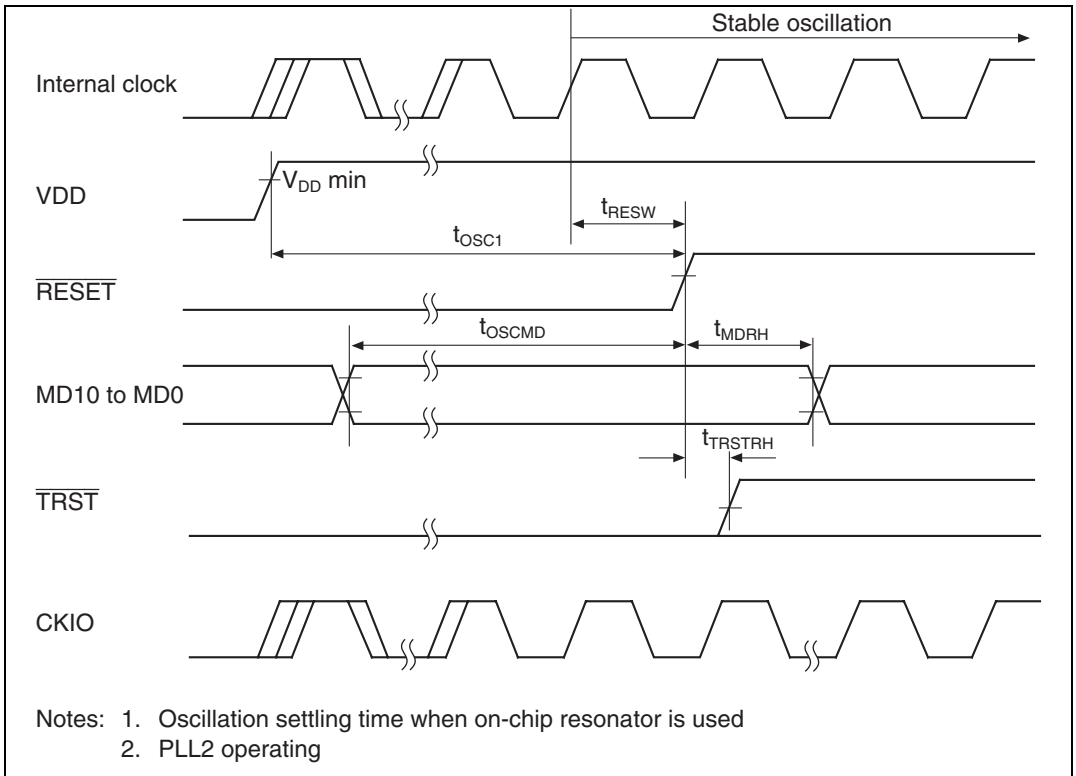 Stable oscillation
Internal clock
VDD
VDD min
tRESW
tOSC1
RESET
tOSCMD
tMDRH
MD10 to MD0
tTRSTRH
TRST
CKIO
Notes: 1. Oscillation settling time when on-chip resonator is used
2. PLL2 operating